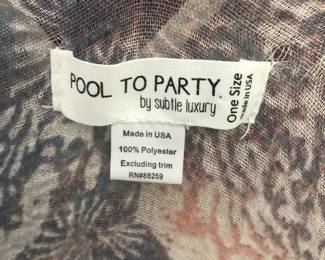 POOL TO PARTY.
by subtle luxury
One Size
made in USA
Made in USA
100% Polyester
Excluding trim
RN#88259